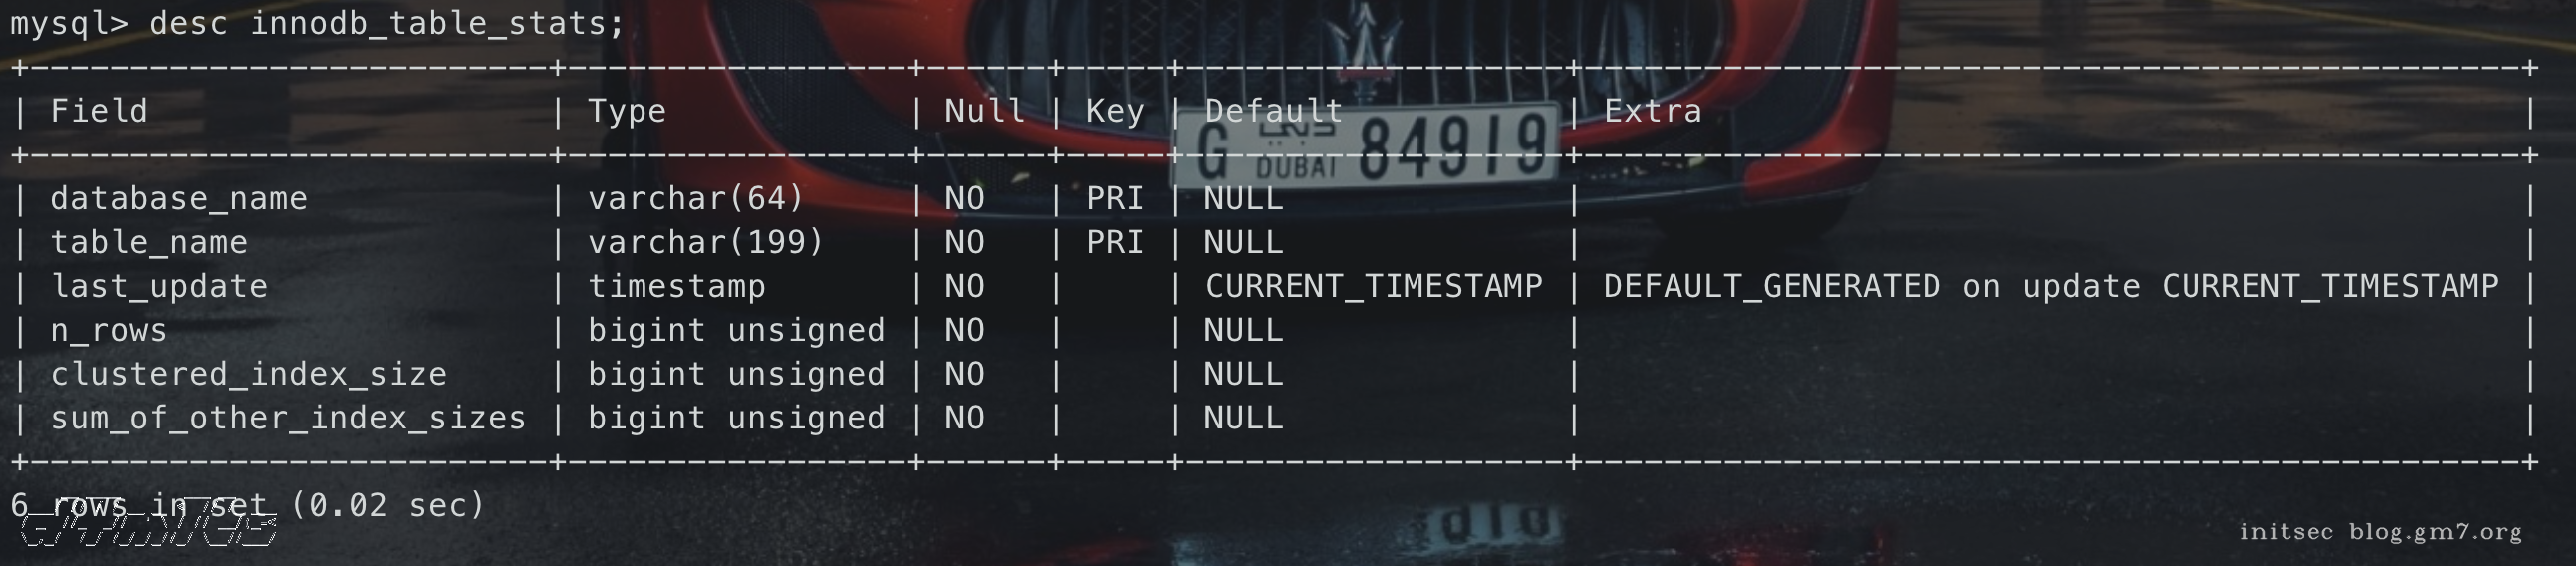 mysql> desc innodb_table_stats;
+---------------------------+------------------+------+-----+-------------------+-----------------------------------------------+
| Field | Type | Null | Key | Default | Extra |
+---------------------------+------------------+------+-----+-------------------+-----------------------------------------------+
| database_name | varchar(64) | NO | PRI | NULL | |
| table_name | varchar(199) | NO | PRI | NULL | |
| last_update | timestamp | NO | | CURRENT_TIMESTAMP | DEFAULT_GENERATED on update CURRENT_TIMESTAMP |
| n_rows | bigint unsigned | NO | | NULL | |
| clustered_index_size | bigint unsigned | NO | | NULL | |
| sum_of_other_index_sizes | bigint unsigned | NO | | NULL | |
+---------------------------+------------------+------+-----+-------------------+-----------------------------------------------+
6 rows in set (0.02 sec)
G دبي DUBAI 84919
initsec blog.gm7.org